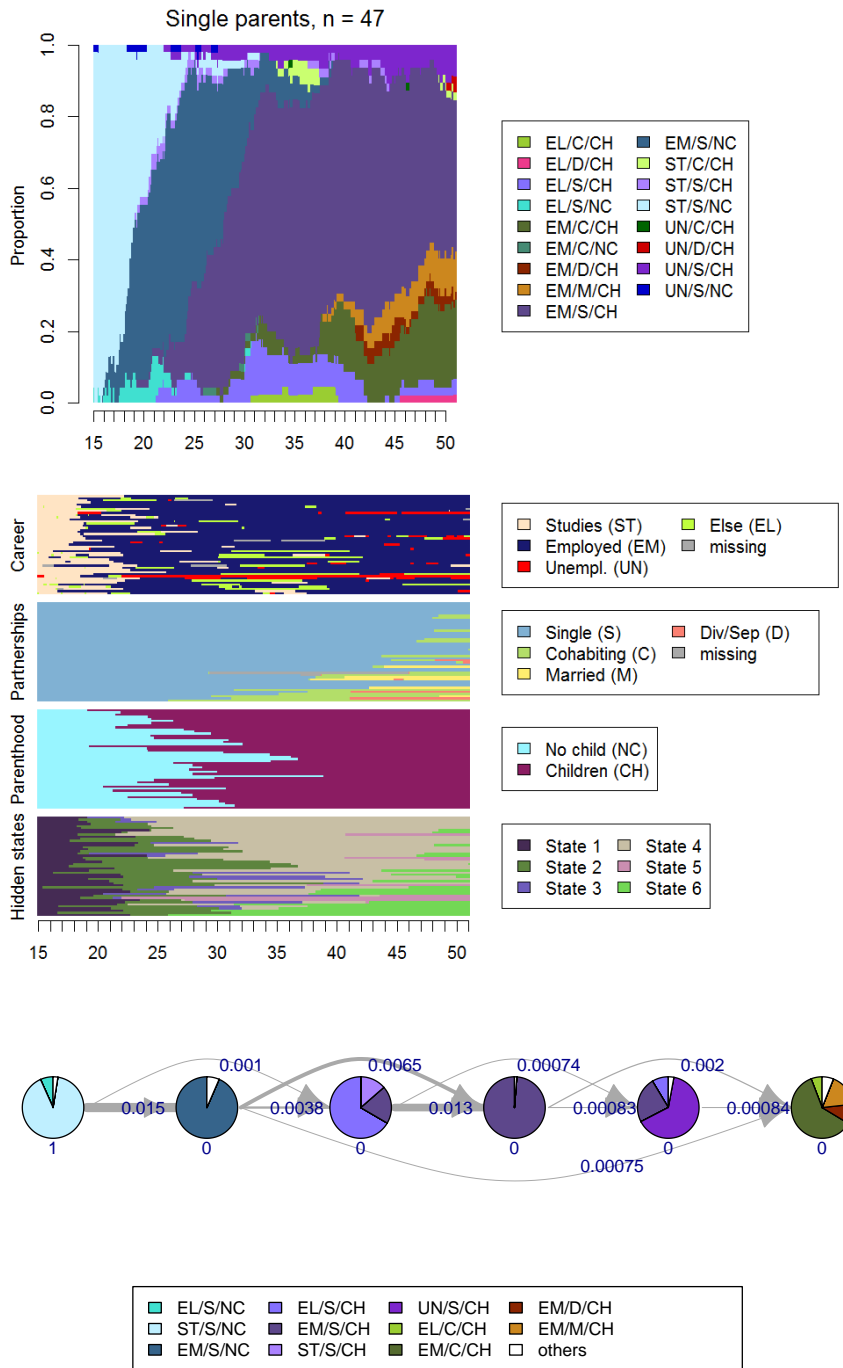 Single parents, n = 47
Proportion
0.0 0.2 0.4 0.6 0.8 1.0
15 20 25 30 35 40 45 50
EL/C/CH EM/S/NC
EL/D/CH ST/C/CH
EL/S/CH ST/S/CH
EL/S/NC ST/S/NC
EM/C/CH UN/C/CH
EM/C/NC UN/D/CH
EM/D/CH UN/S/CH
EM/M/CH UN/S/NC
EM/S/CH
Career
Studies (ST) Else (EL)
Employed (EM) missing
Unempl. (UN)
Partnerships
Single (S) Div/Sep (D)
Cohabiting (C) missing
Married (M)
Parenthood
No child (NC)
Children (CH)
Hidden states
State 1 State 4
State 2 State 5
State 3 State 6
15 20 25 30 35 40 45 50
0.001 0.0065 0.00074 0.002
0.015 0.0038 0.013 0.00083 0.00084
1 0 0 0 0 0
0.00075
EL/S/NC EL/S/CH UN/S/CH EM/D/CH
ST/S/NC EM/S/CH EL/C/CH EM/M/CH
EM/S/NC ST/S/CH EM/C/CH others